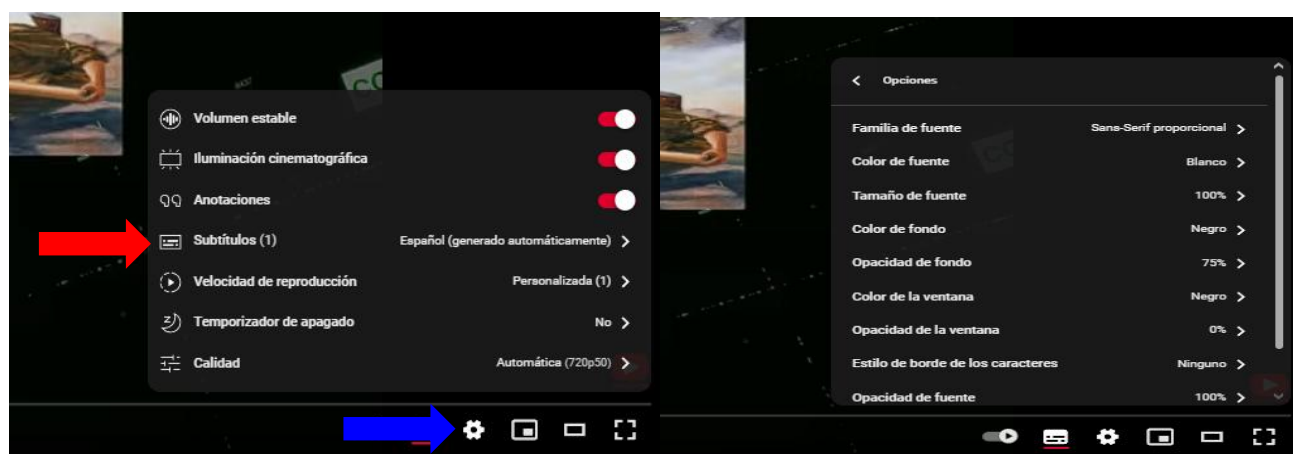 Volumen estable
Iluminación cinematográfica
Anotaciones
Subtítulos (1) Español (generado automáticamente)
Velocidad de reproducción Personalizada (1)
Temporizador de apagado No
Calidad Automática (720p50)
Opciones
Familia de fuente Sans-Serif proporcional
Color de fuente Blanco
Tamaño de fuente 100%
Color de fondo Negro
Opacidad de fondo 75%
Color de la ventana Negro
Opacidad de la ventana 0%
Estilo de borde de los caracteres Ninguno
Opacidad de fuente 100%